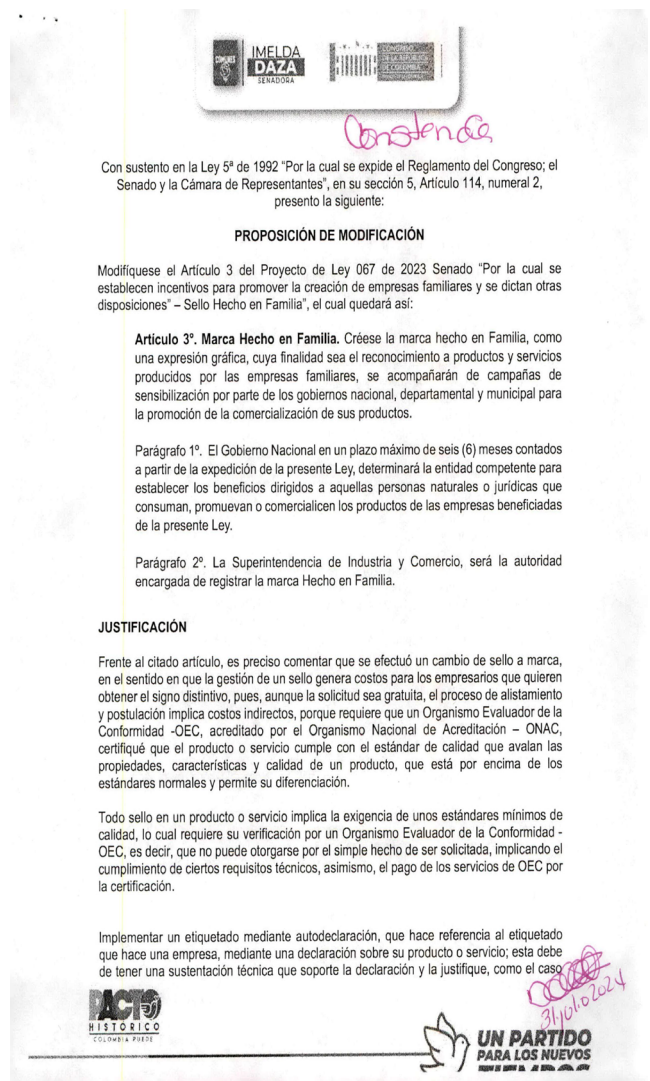 COMUNES
IMELDA
DAZA
SENADORA
CONGRESO
DE LA REPÚBLICA
DE COLOMBIA
Constancia
Con sustento en la Ley 5ª de 1992 “Por la cual se expide el Reglamento del Congreso; el
Senado y la Cámara de Representantes”, en su sección 5, Artículo 114, numeral 2,
presento la siguiente:
PROPOSICIÓN DE MODIFICACIÓN
Modifíquese el Artículo 3 del Proyecto de Ley 067 de 2023 Senado “Por la cual se
establecen incentivos para promover la creación de empresas familiares y se dictan otras
disposiciones” – Sello Hecho en Familia”, el cual quedará así:
Artículo 3°. Marca Hecho en Familia. Créese la marca hecho en Familia, como
una expresión gráfica, cuya finalidad sea el reconocimiento a productos y servicios
producidos por las empresas familiares, se acompañarán de campañas de
sensibilización por parte de los gobiernos nacional, departamental y municipal para
la promoción de la comercialización de sus productos.
Parágrafo 1º. El Gobierno Nacional en un plazo máximo de seis (6) meses contados
a partir de la expedición de la presente Ley, determinará la entidad competente para
establecer los beneficios dirigidos a aquellas personas naturales o jurídicas que
consuman, promuevan o comercialicen los productos de las empresas beneficiadas
de la presente Ley.
Parágrafo 2º. La Superintendencia de Industria y Comercio, será la autoridad
encargada de registrar la marca Hecho en Familia.
JUSTIFICACIÓN
Frente al citado artículo, es preciso comentar que se efectuó un cambio de sello a marca,
en el sentido en que la gestión de un sello genera costos para los empresarios que quieren
obtener el signo distintivo, pues, aunque la solicitud sea gratuita, el proceso de alistamiento
y postulación implica costos indirectos, porque requiere que un Organismo Evaluador de la
Conformidad -OEC, acreditado por el Organismo Nacional de Acreditación – ONAC,
certifiqué que el producto o servicio cumple con el estándar de calidad que avalan las
propiedades, características y calidad de un producto, que está por encima de los
estándares normales y permite su diferenciación.
Todo sello en un producto o servicio implica la exigencia de unos estándares mínimos de
calidad, lo cual requiere su verificación por un Organismo Evaluador de la Conformidad -
OEC, es decir, que no puede otorgarse por el simple hecho de ser solicitada, implicando el
cumplimiento de ciertos requisitos técnicos, asimismo, el pago de los servicios de OEC por
la certificación.
Implementar un etiquetado mediante autodeclaración, que hace referencia al etiquetado
que hace una empresa, mediante una declaración sobre su producto o servicio; esta debe
de tener una sustentación técnica que soporte la declaración y la justifique, como el caso
31 julio 2024
PACTO
HISTÓRICO
COLOMBIA PUEDE
UN PARTIDO
PARA LOS NUEVOS
TIEMPOS